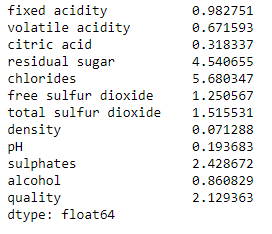 fixed acidity 0.982751
volatile acidity 0.671593
citric acid 0.318337
residual sugar 4.540655
chlorides 5.680347
free sulfur dioxide 1.250567
total sulfur dioxide 1.515531
density 0.071288
pH 0.193683
sulphates 2.428672
alcohol 0.860829
quality 2.129363
dtype: float64